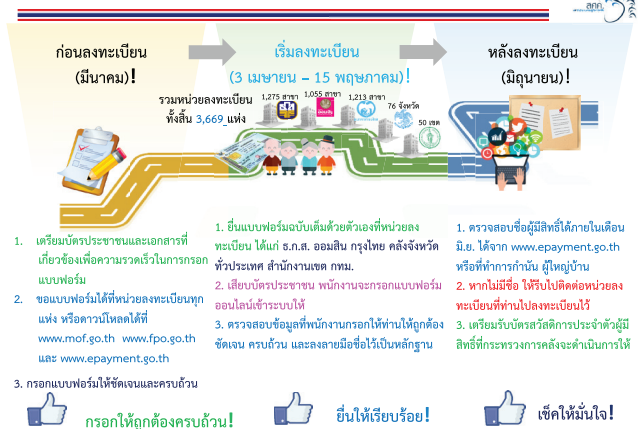 สศค.
ก่อนลงทะเบียน
(มีนาคม)!
เริ่มลงทะเบียน
(3 เมษายน – 15 พฤษภาคม)!
หลังลงทะเบียน
(มิถุนายน)!
รวมหน่วยลงทะเบียน
ทั้งสิ้น 3,669 แห่ง
1,275 สาขา
1,055 สาขา
1,213 สาขา
76 จังหวัด
50 เขต
1. เตรียมบัตรประชาชนและเอกสารที่
เกี่ยวข้องเพื่อความรวดเร็วในการกรอก
แบบฟอร์ม
2. ขอแบบฟอร์มได้ที่หน่วยลงทะเบียนทุก
แห่ง หรือดาวน์โหลดได้ที่
www.mof.go.th www.fpo.go.th
และ www.epayment.go.th
3. กรอกแบบฟอร์มให้ชัดเจนและครบถ้วน
กรอกให้ถูกต้องครบถ้วน!
1. ยื่นแบบฟอร์มฉบับเต็มด้วยตัวเองที่หน่วยลง
ทะเบียน ได้แก่ ธ.ก.ส. ออมสิน กรุงไทย คลังจังหวัด
ทั่วประเทศ สำนักงานเขต กทม.
2. เสียบบัตรประชาชน พนักงานจะกรอกแบบฟอร์ม
ออนไลน์เข้าระบบให้
3. ตรวจสอบข้อมูลที่พนักงานกรอกให้ท่านให้ถูกต้อง
ชัดเจน ครบถ้วน และลงลายมือชื่อไว้เป็นหลักฐาน
ยื่นให้เรียบร้อย!
1. ตรวจสอบชื่อผู้มีสิทธิ์ได้ภายในเดือน
มิ.ย. ได้จาก www.epayment.go.th
หรือที่ทำการกำนัน ผู้ใหญ่บ้าน
2. หากไม่มีชื่อ ให้รีบไปติดต่อหน่วยลง
ทะเบียนที่ท่านไปลงทะเบียนไว้
3. เตรียมรับบัตรสวัสดิการประจำตัวผู้มี
สิทธิ์ที่กระทรวงการคลังจะดำเนินการให้
เช็คให้มั่นใจ!